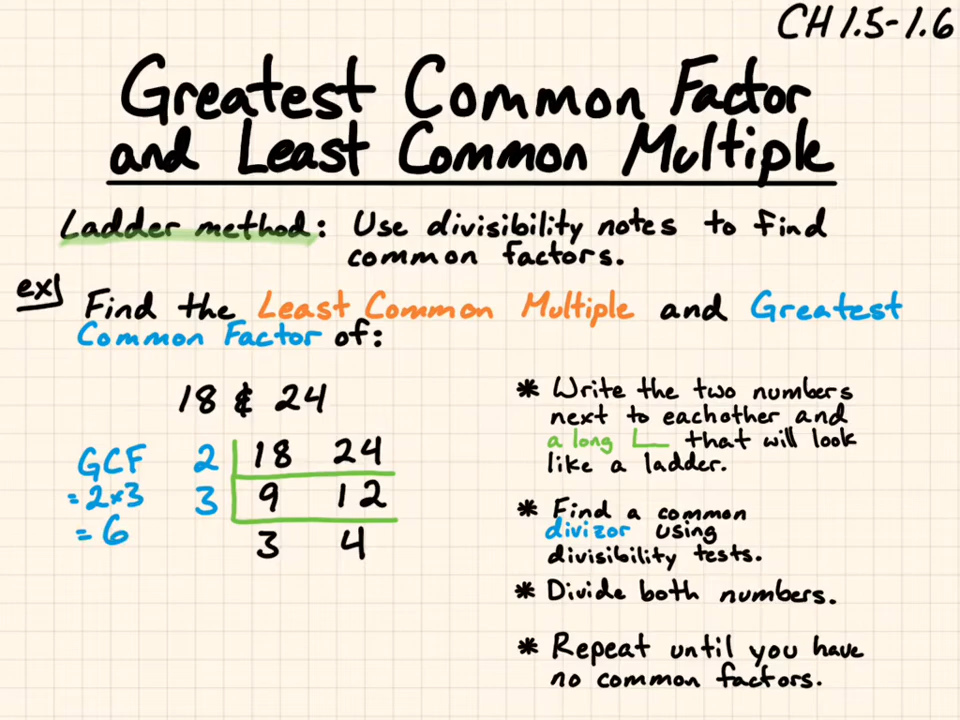 CH 1.5-1.6
Greatest Common Factor
and Least Common Multiple
Ladder method: Use divisibility notes to find
common factors.
ex) Find the Least Common Multiple and Greatest
Common Factor of:
18 & 24
GCF 2 18 24
= 2×3 3 9 12
= 6
3 4
* Write the two numbers
next to eachother and
a long that will look
like a ladder.
* Find a common
divizor using
divisibility tests.
* Divide both numbers.
* Repeat until you have
no common factors.